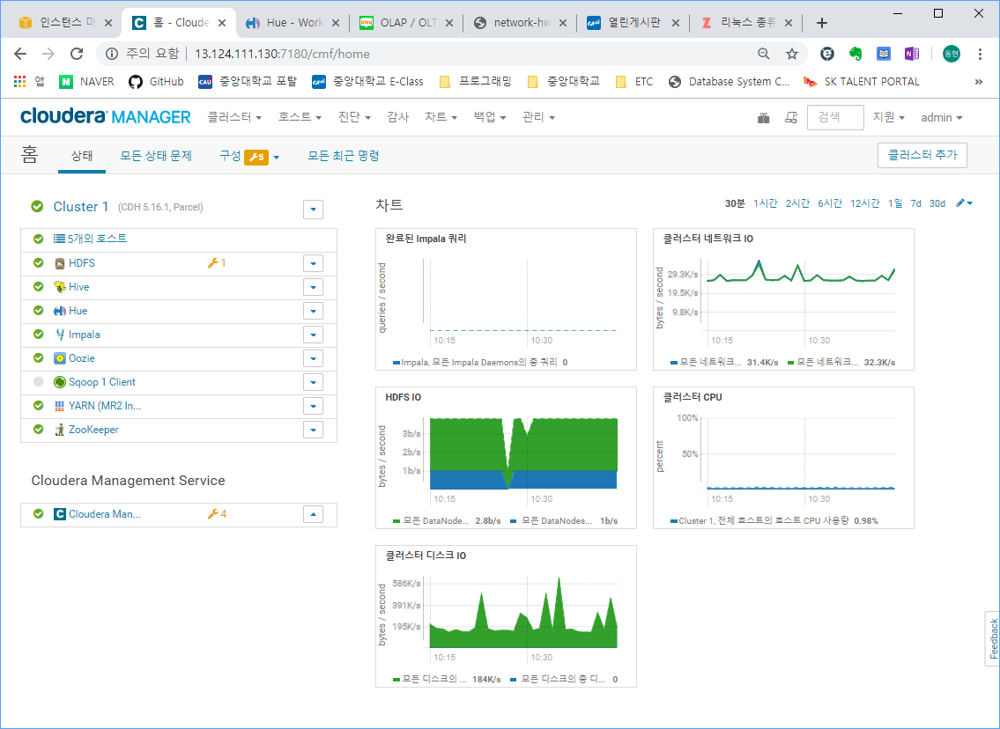 인스턴스 마
홈 - Cloude
Hue - Work
OLAP / OLT
network-hw
열린게시판
리눅스 종류
주의 요함 | 13.124.111.130:7180/cmf/home
앱 NAVER GitHub 중앙대학교 포탈 중앙대학교 E-Class 프로그래밍 중앙대학교 ETC Database System C... SK TALENT PORTAL »
cloudera MANAGER 클러스터 호스트 진단 감사 차트 백업 관리 검색 지원 admin
홈 상태 모든 상태 문제 구성 5 모든 최근 명령 클러스터 추가
Cluster 1 (CDH 5.16.1, Parcel)
5개의 호스트
HDFS 1
Hive
Hue
Impala
Oozie
Sqoop 1 Client
YARN (MR2 In...
ZooKeeper
Cloudera Management Service
Cloudera Man... 4
차트 30분 1시간 2시간 6시간 12시간 1일 7d 30d
완료된 Impala 쿼리
queries / second
10:15 10:30
Impala, 모든 Impala Daemons의 총 쿼리 0
클러스터 네트워크 IO
bytes / second
29.3K/s
19.5K/s
9.8K/s
10:15 10:30
모든 네트워크... 31.4K/s 모든 네트워크... 32.3K/s
HDFS IO
bytes / second
3b/s
2b/s
1b/s
10:15 10:30
모든 DataNode... 2.8b/s 모든 DataNodes... 1b/s
클러스터 CPU
percent
100%
50%
10:15 10:30
Cluster 1, 전체 호스트의 호스트 CPU 사용량 0.98%
클러스터 디스크 IO
bytes / second
586K/s
391K/s
195K/s
10:15 10:30
모든 디스크의 ... 184K/s 모든 디스크의 총 디... 0
Feedback